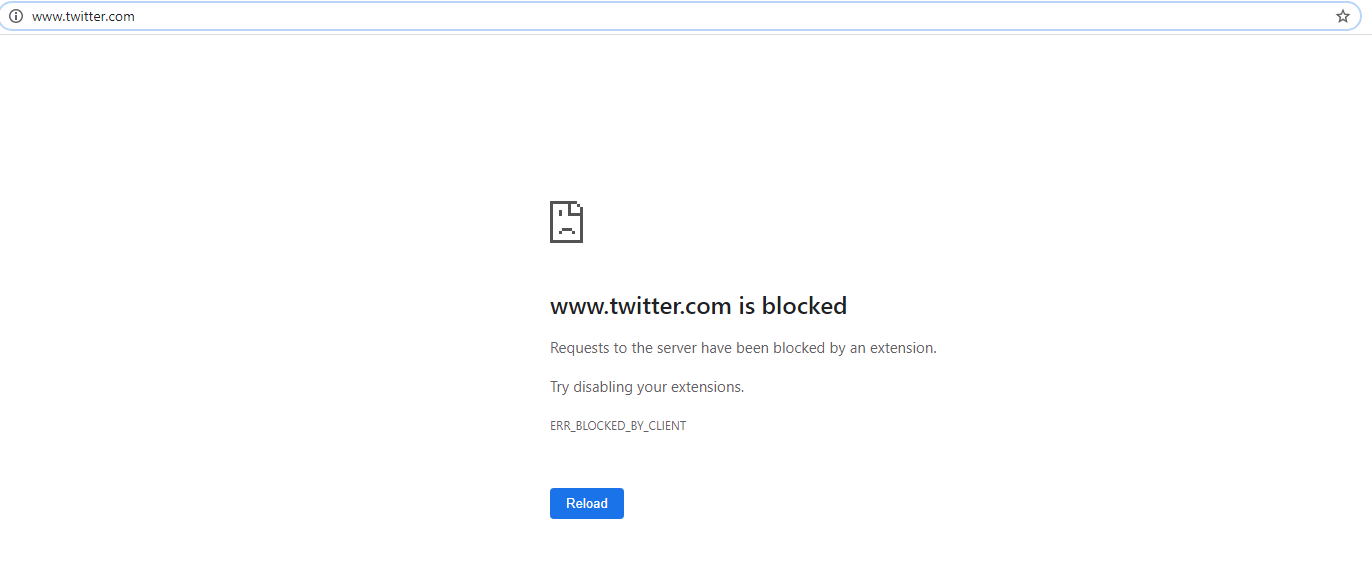 www.twitter.com
www.twitter.com is blocked
Requests to the server have been blocked by an extension.
Try disabling your extensions.
ERR_BLOCKED_BY_CLIENT
Reload